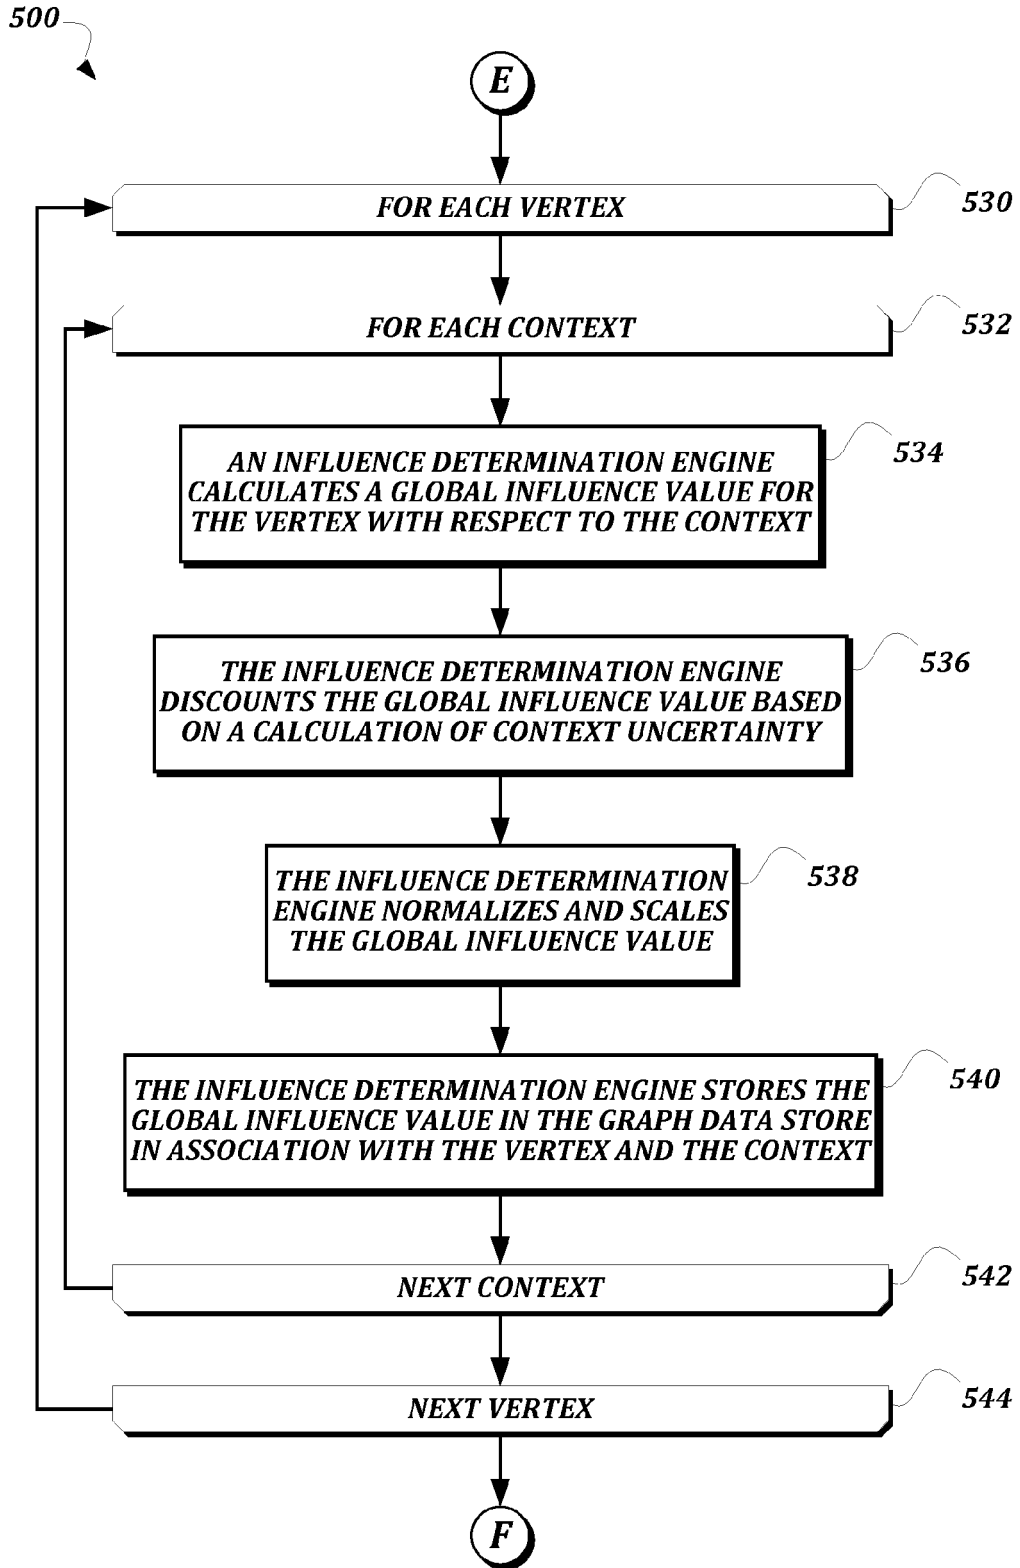 500
E
FOR EACH VERTEX
530
FOR EACH CONTEXT
532
AN INFLUENCE DETERMINATION ENGINE
CALCULATES A GLOBAL INFLUENCE VALUE FOR
THE VERTEX WITH RESPECT TO THE CONTEXT
534
THE INFLUENCE DETERMINATION ENGINE
DISCOUNTS THE GLOBAL INFLUENCE VALUE BASED
ON A CALCULATION OF CONTEXT UNCERTAINTY
536
THE INFLUENCE DETERMINATION
ENGINE NORMALIZES AND SCALES
THE GLOBAL INFLUENCE VALUE
538
THE INFLUENCE DETERMINATION ENGINE STORES THE
GLOBAL INFLUENCE VALUE IN THE GRAPH DATA STORE
IN ASSOCIATION WITH THE VERTEX AND THE CONTEXT
540
NEXT CONTEXT
542
NEXT VERTEX
544
F